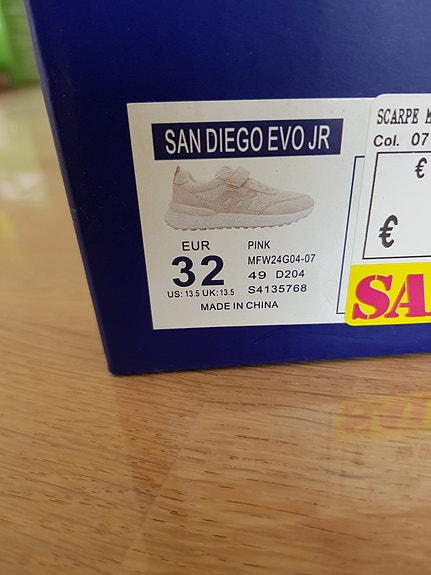 SAN DIEGO EVO JR
EUR
32
US: 13.5 UK:13.5
PINK
MFW24G04-07
49 D204
S4135768
MADE IN CHINA
SCARPE
Col. 07
€
€
SA